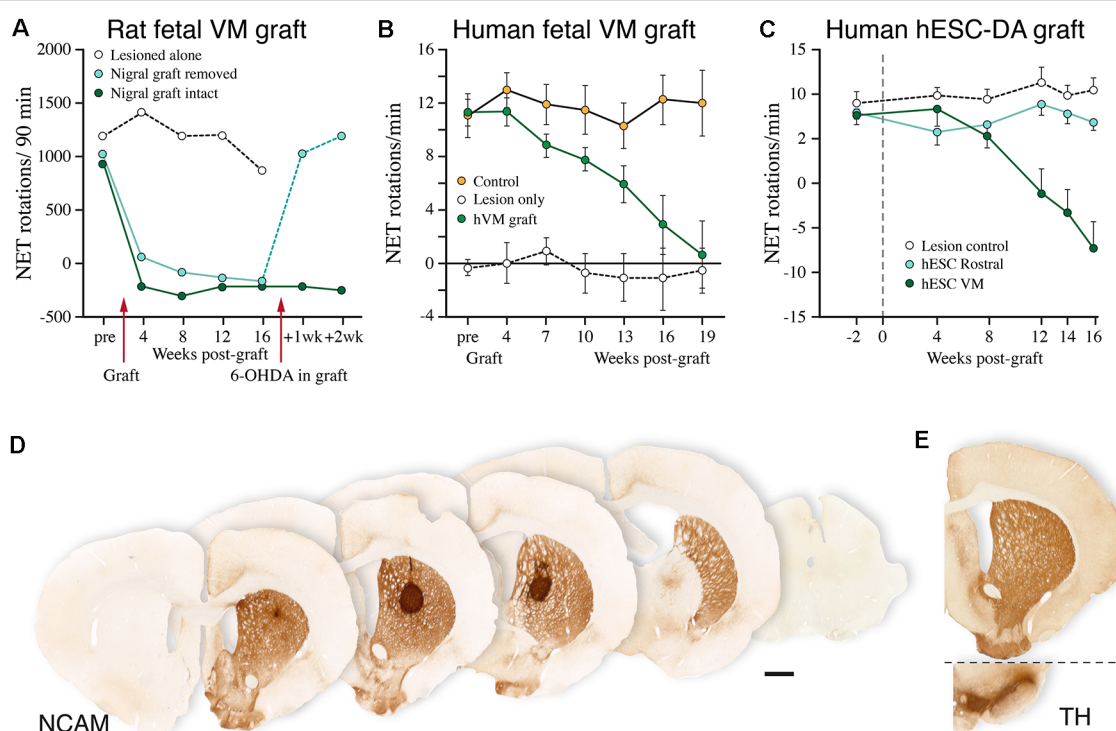 A
Rat fetal VM graft
2000
1500
1000
500
0
-500
NET rotations/ 90 min
Lesioned alone
Nigral graft removed
Nigral graft intact
pre 4 8 12 16 +1wk +2wk
Weeks post-graft
Graft
6-OHDA in graft
B
Human fetal VM graft
16
12
8
4
0
-4
NET rotations/min
Control
Lesion only
hVM graft
pre 4 7 10 13 16 19
Graft
Weeks post-graft
C
Human hESC-DA graft
15
10
2
0
-5
-10
-15
NET rotations/min
Lesion control
hESC Rostral
hESC VM
-2 0 4 8 12 14 16
Weeks post-graft
D
NCAM
E
TH